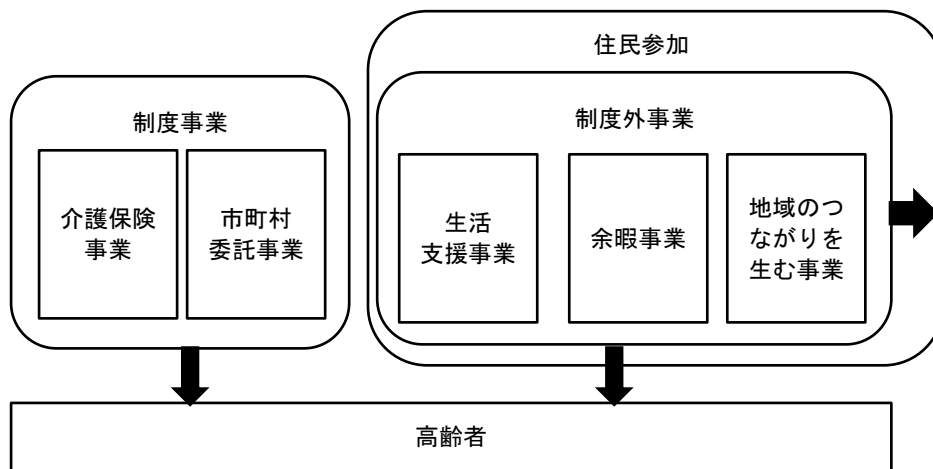 住民参加
制度事業
制度外事業
介護保険
事業
市町村
委託事業
生活
支援事業
余暇事業
地域のつ
ながりを
生む事業
高齢者